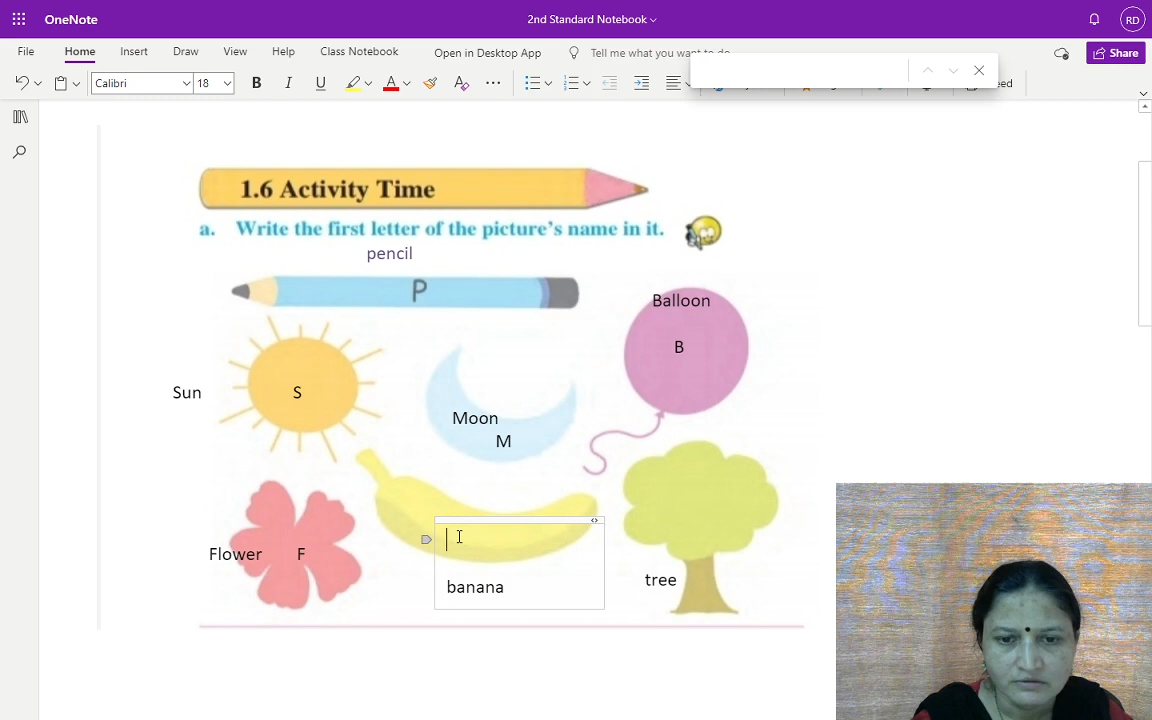 OneNote
2nd Standard Notebook
RD
File
Home
Insert
Draw
View
Help
Class Notebook
Open in Desktop App
Tell me what you want to do
Share
Calibri
18
B
I
U
A
A
eed
1.6 Activity Time
a. Write the first letter of the picture's name in it.
pencil
P
Balloon
B
Sun
S
Moon
M
Flower
F
banana
tree